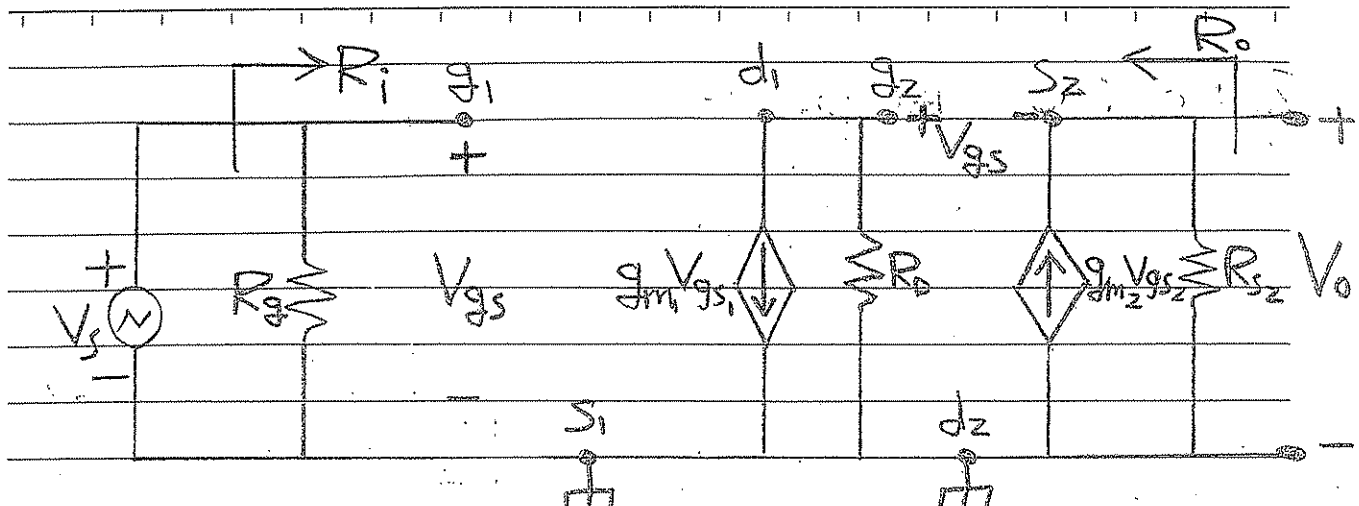 Ri g1 d1 g2 S2 Ro
+ + - +
Vgs
+ Vs - Rg Vgs gm1Vgs1 RD gm2Vgs2 RS2 Vo
- S1 d2 -